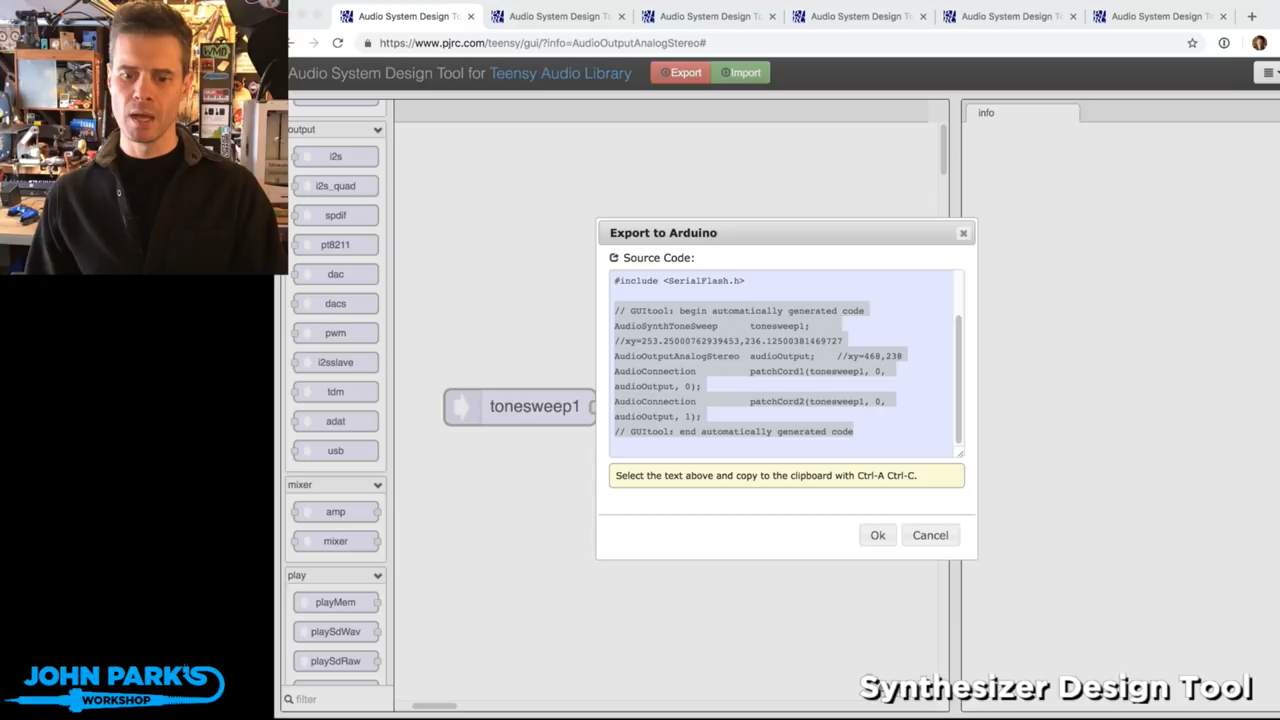 Audio System Design To
Audio System Design To
Audio System Design To
Audio System Design To
Audio System Design To
Audio System Design To
https://www.pjrc.com/teensy/gui/?info=AudioOutputAnalogStereo#
Audio System Design Tool for Teensy Audio Library
Export
Import
output
i2s
i2s_quad
spdif
pt8211
dac
dacs
pwm
i2sslave
tdm
adat
usb
mixer
amp
mixer
play
playMem
playSdWav
playSdRaw
filter
tonesweep1
info
Export to Arduino
Source Code:
#include <SerialFlash.h>
// GUItool: begin automatically generated code
AudioSynthToneSweep tonesweep1;
//xy=253.25000762939453,236.12500381469727
AudioOutputAnalogStereo audioOutput; //xy=468,238
AudioConnection patchCord1(tonesweep1, 0,
audioOutput, 0);
AudioConnection patchCord2(tonesweep1, 0,
audioOutput, 1);
// GUItool: end automatically generated code
Select the text above and copy to the clipboard with Ctrl-A Ctrl-C.
Ok
Cancel
WMD
JOHN PARK'S
WORKSHOP
Synthesizer Design Tool